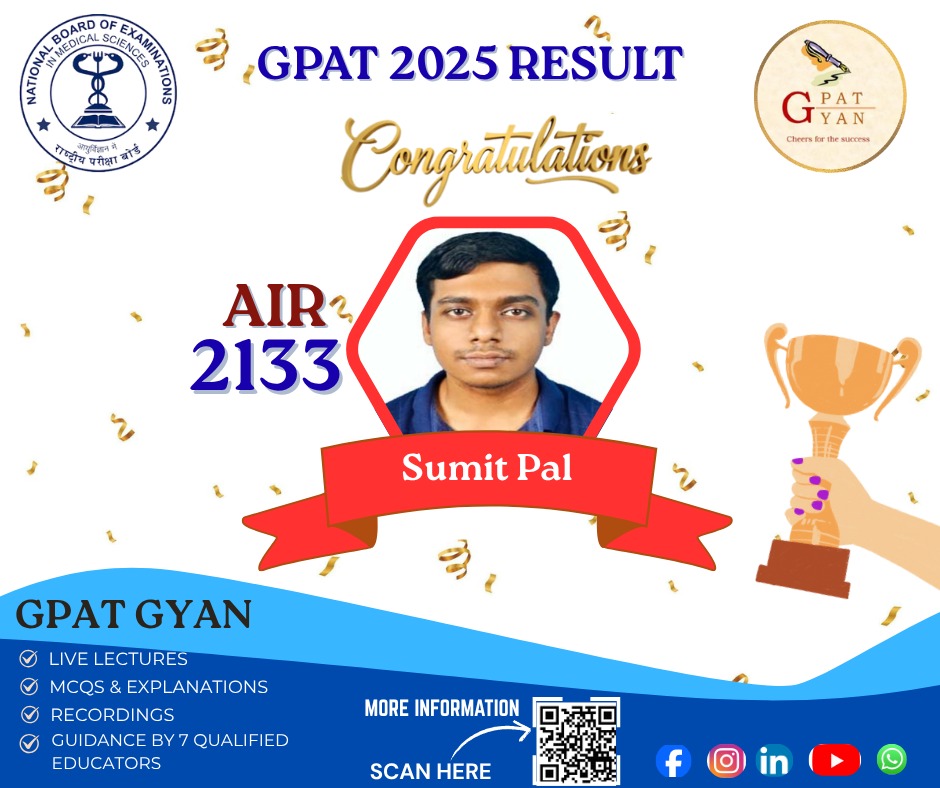 NATIONAL BOARD OF EXAMINATIONS
IN MEDICAL SCIENCES
राष्ट्रीय परीक्षा बोर्ड
GPAT 2025 RESULT
GPAT
GYAN
Cheers for the success
Congratulations
AIR
2133
Sumit Pal
GPAT GYAN
LIVE LECTURES
MCQS & EXPLANATIONS
RECORDINGS
GUIDANCE BY 7 QUALIFIED
EDUCATORS
MORE INFORMATION
SCAN HERE